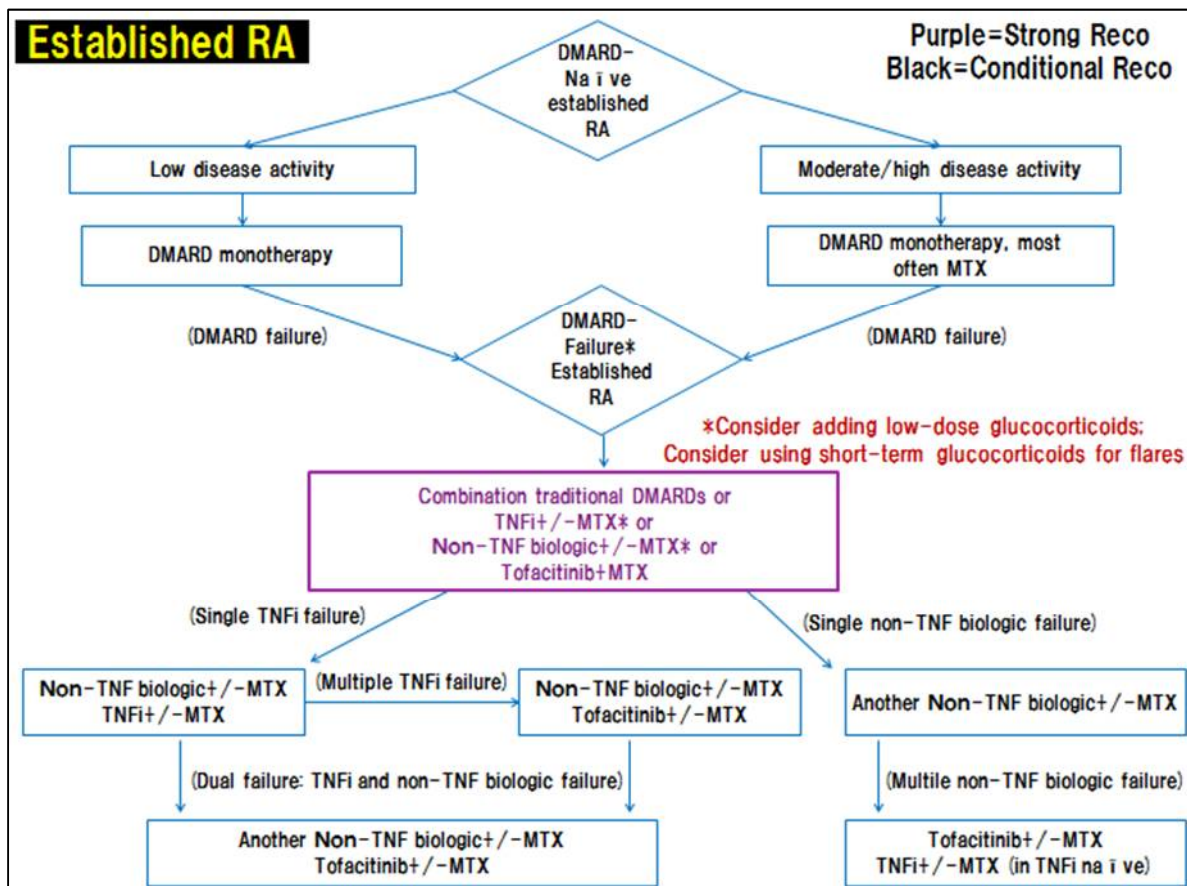 Established RA
Purple=Strong Reco
Black=Conditional Reco
DMARD-
Na ï ve
established
RA
Low disease activity
Moderate/high disease activity
DMARD monotherapy
DMARD monotherapy, most
often MTX
(DMARD failure)
DMARD-
Failure*
Established
RA
(DMARD failure)
*Consider adding low-dose glucocorticoids;
Consider using short-term glucocorticoids for flares
Combination traditional DMARDs or
TNFi+/-MTX* or
Non-TNF biologic+/-MTX* or
Tofacitinib+MTX
(Single TNFi failure)
(Single non-TNF biologic failure)
Non-TNF biologic+/-MTX
TNFi+/-MTX
(Multiple TNFi failure)
Non-TNF biologic+/-MTX
Tofacitinib+/-MTX
Another Non-TNF biologic+/-MTX
(Dual failure: TNFi and non-TNF biologic failure)
(Multile non-TNF biologic failure)
Another Non-TNF biologic+/-MTX
Tofacitinib+/-MTX
Tofacitinib+/-MTX
TNFi+/-MTX (in TNFi na ï ve)